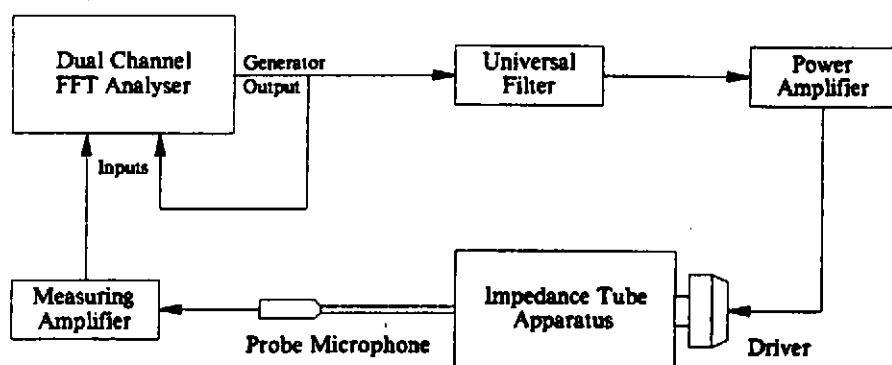 Dual Channel
FFT Analyser
Generator
Output
Universal
Filter
Power
Amplifier
Inputs
Measuring
Amplifier
Probe Microphone
Impedance Tube
Apparatus
Driver